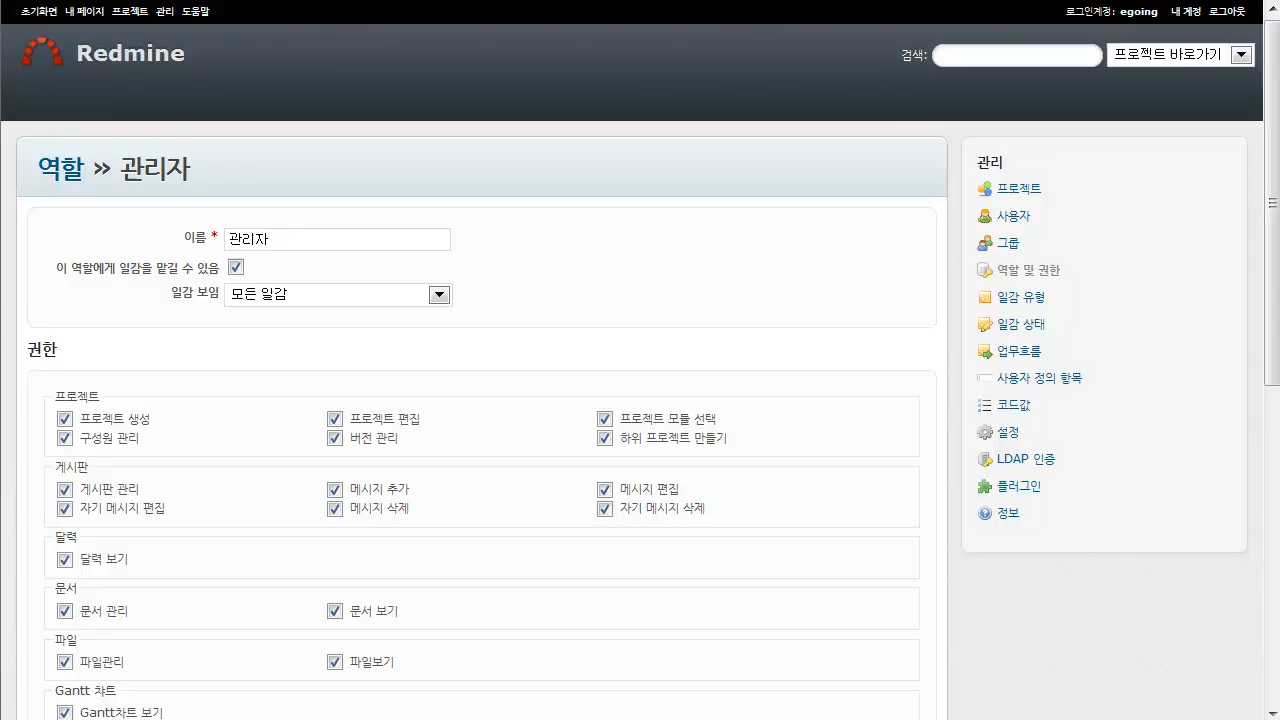 초기화면 내 페이지 프로젝트 관리 도움말
로그인계정: egoing 내 계정 로그아웃
Redmine
검색:
프로젝트 바로가기
역할 » 관리자
이름 *
관리자
이 역할에게 일감을 맡길 수 있음
일감 보임
모든 일감
권한
프로젝트
프로젝트 생성 프로젝트 편집 프로젝트 모듈 선택
구성원 관리 버전 관리 하위 프로젝트 만들기
게시판
게시판 관리 메시지 추가 메시지 편집
자기 메시지 편집 메시지 삭제 자기 메시지 삭제
달력
달력 보기
문서
문서 관리 문서 보기
파일
파일관리 파일보기
Gantt 챠트
Gantt차트 보기
관리
프로젝트
사용자
그룹
역할 및 권한
일감 유형
일감 상태
업무흐름
사용자 정의 항목
코드값
설정
LDAP 인증
플러그인
정보